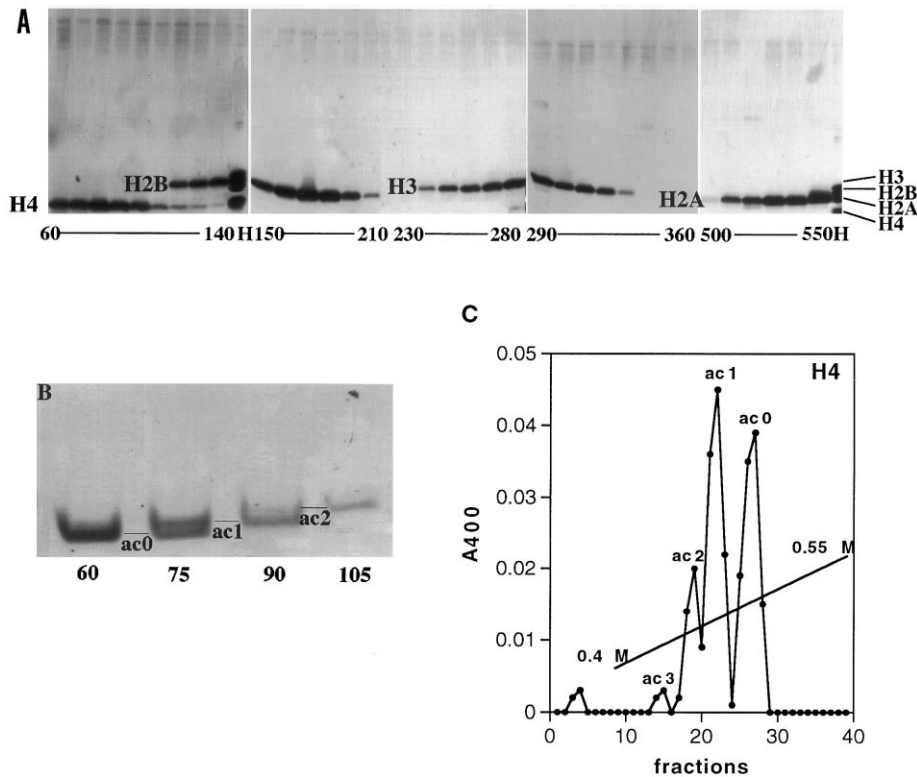 A
H2B
H3
H2A
H4
H3
H2B
H2A
H4
60 140 H 150 210 230 280 290 360 500 550H
B
ac0
ac1
ac2
60 75 90 105
C
H4
0.05
0.04
0.03
0.02
0.01
0
A400
ac 1
ac 0
ac 2
ac 3
0.55 M
0.4 M
0 10 20 30 40
fractions